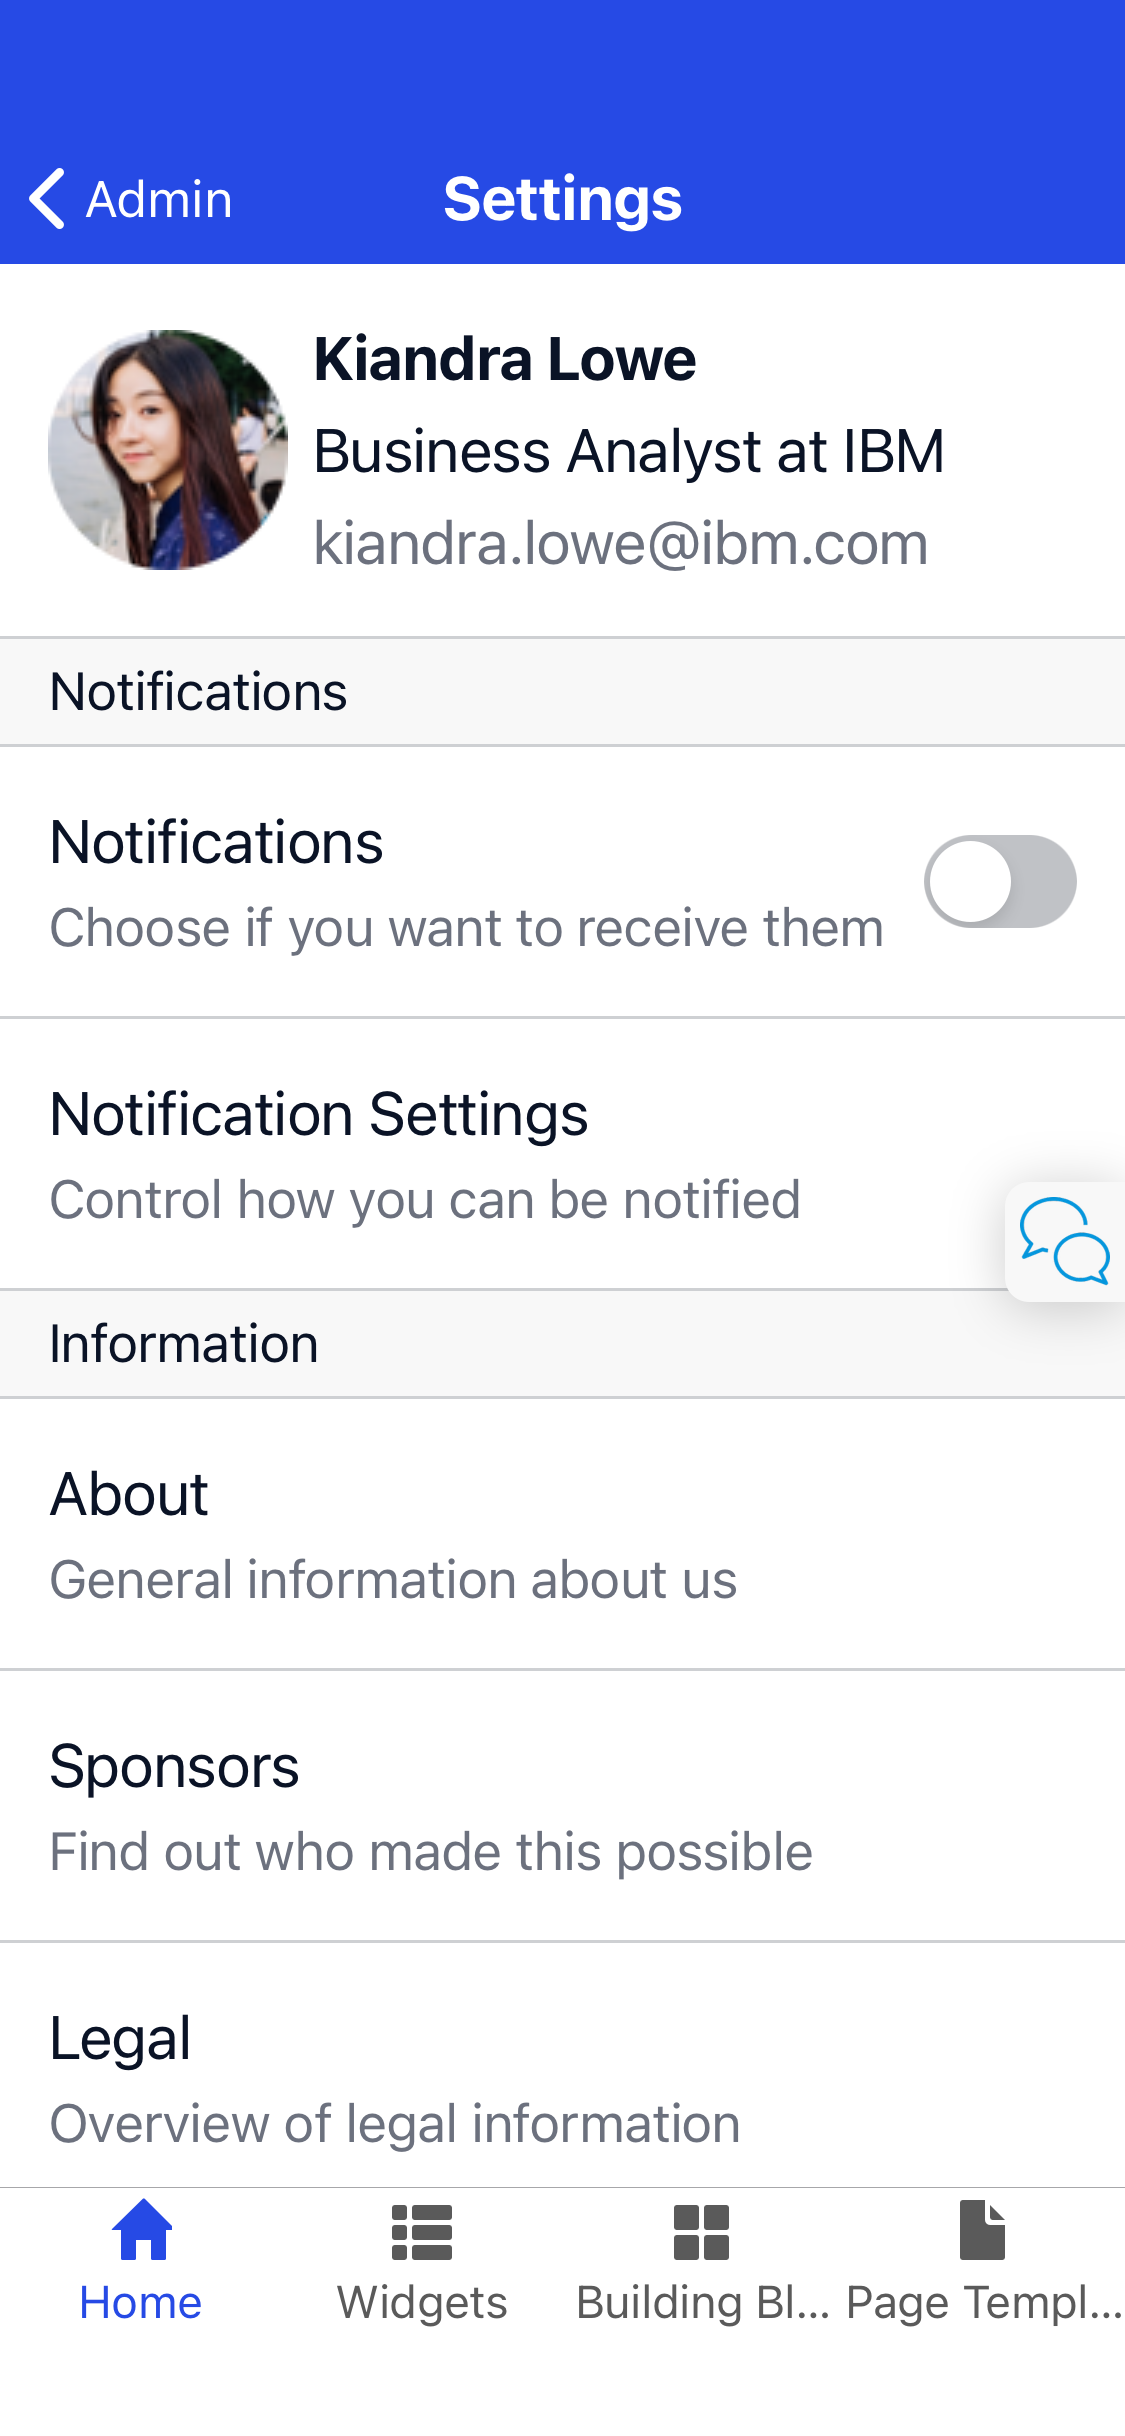 Admin
Settings
Kiandra Lowe
Business Analyst at IBM
kiandra.lowe@ibm.com
Notifications
Notifications
Choose if you want to receive them
Notification Settings
Control how you can be notified
Information
About
General information about us
Sponsors
Find out who made this possible
Legal
Overview of legal information
Home
Widgets
Building Bl...
Page Templ...